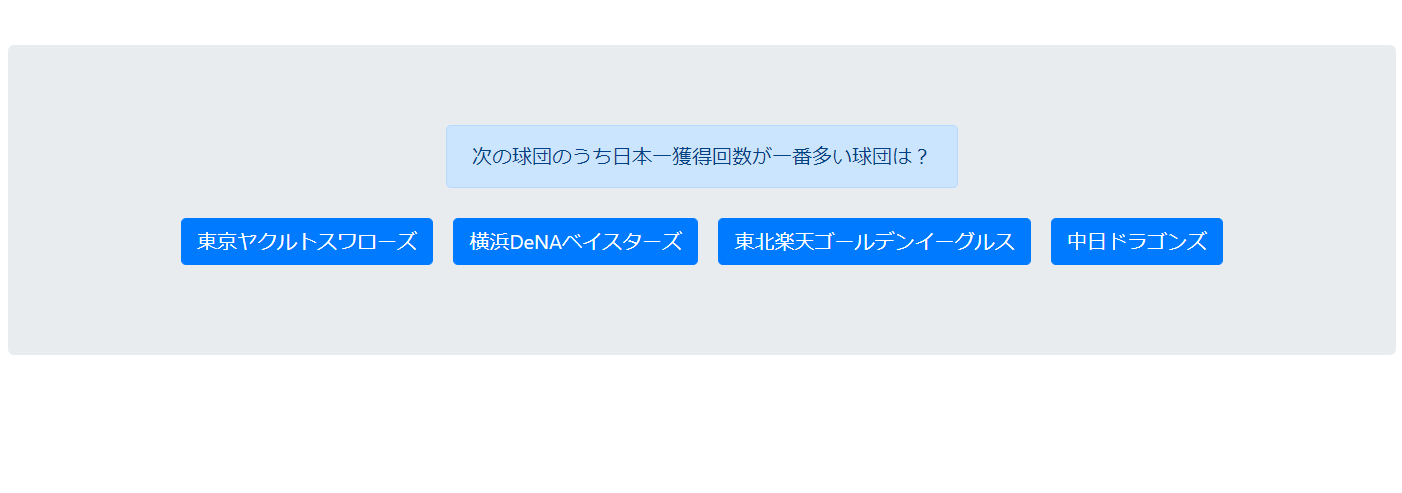 次の球団のうち日本一獲得回数が一番多い球団は？
東京ヤクルトスワローズ
横浜DeNAベイスターズ
東北楽天ゴールデンイーグルス
中日ドラゴンズ